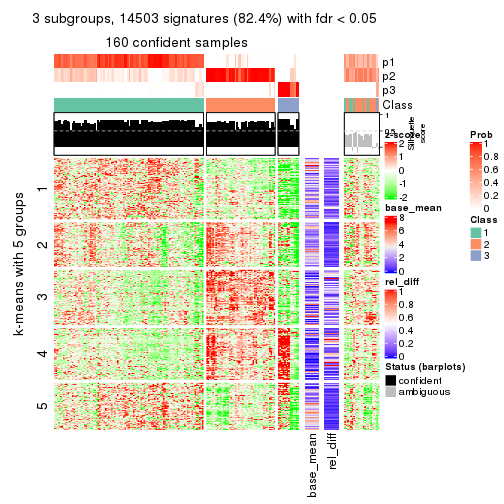 3 subgroups, 14503 signatures (82.4%) with fdr < 0.05
160 confident samples
p1
p2
p3
Class
1
0.5
0
Silhouette
score
k-means with 5 groups
1
2
3
4
5
base_mean
rel_diff
z-score
2
1
0
-1
-2
base_mean
8
6
4
2
0
rel_diff
1
0.8
0.6
0.4
0.2
0
Status (barplots)
confident
ambiguous
Prob
1
0.8
0.6
0.4
0.2
0
Class
1
2
3